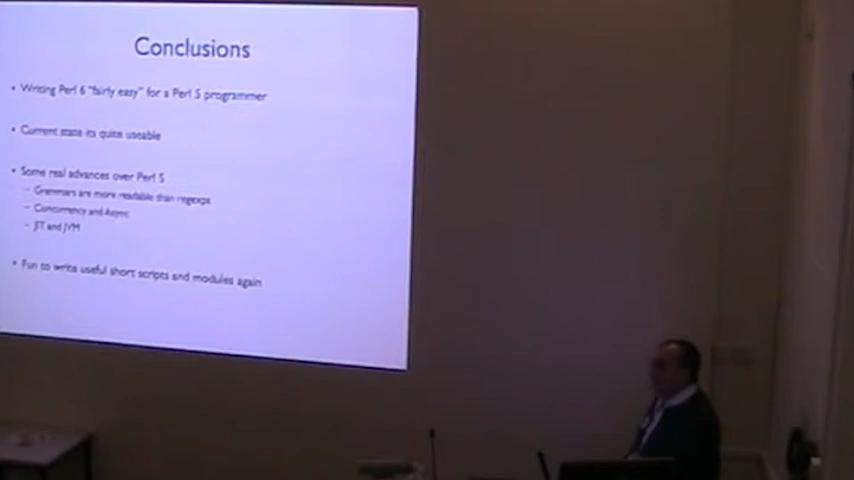 Conclusions
• Writing Perl 6 "fairly easy" for a Perl 5 programmer
• Current state its quite useable
• Some real advances over Perl 5
– Grammars are more readable than regexps
– Concurrency and Async
– JIT and JVM
• Fun to write useful short scripts and modules again